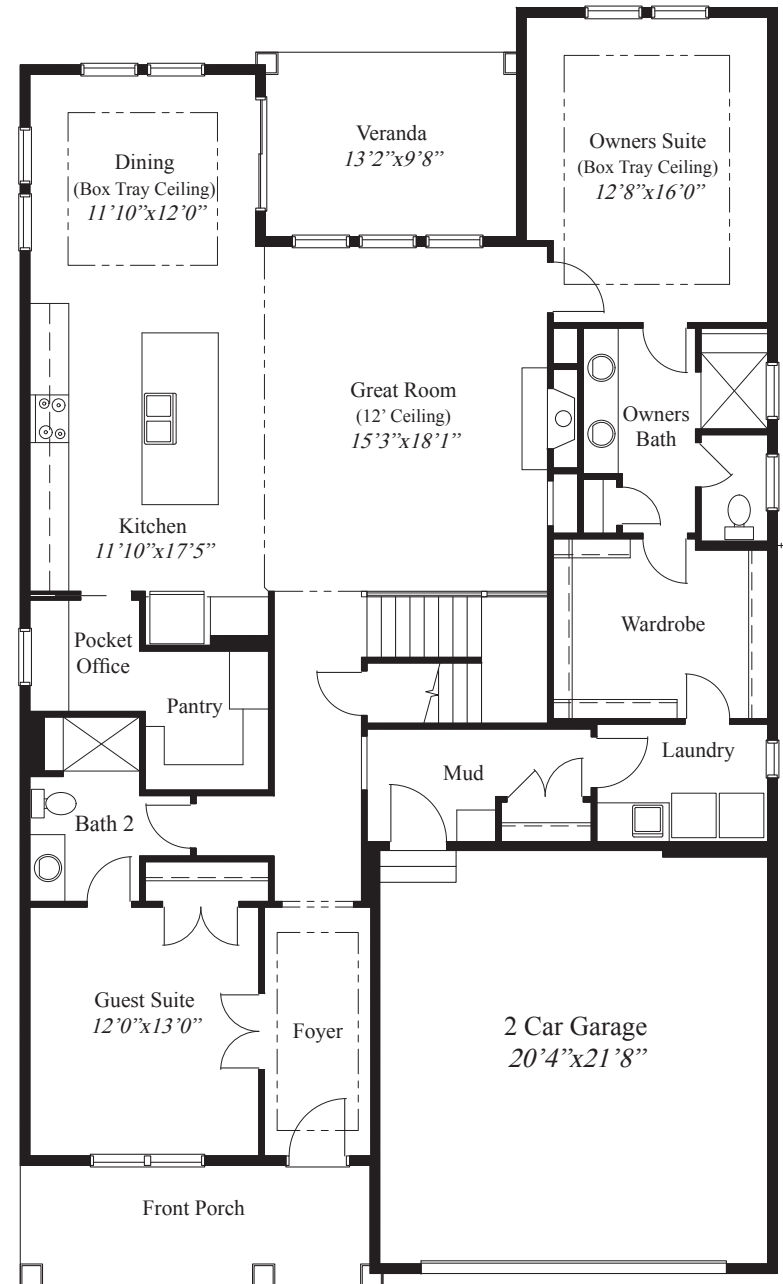 Veranda
13’2”x9’8”
Owners Suite
(Box Tray Ceiling)
12’8”x16’0”
Dining
(Box Tray Ceiling)
11’10”x12’0”
Great Room
(12’ Ceiling)
15’3”x18’1”
Owners
Bath
Kitchen
11’10”x17’5”
Wardrobe
Pocket
Office
Pantry
Mud
Laundry
Bath 2
Guest Suite
12’0”x13’0”
Foyer
2 Car Garage
20’4”x21’8”
Front Porch